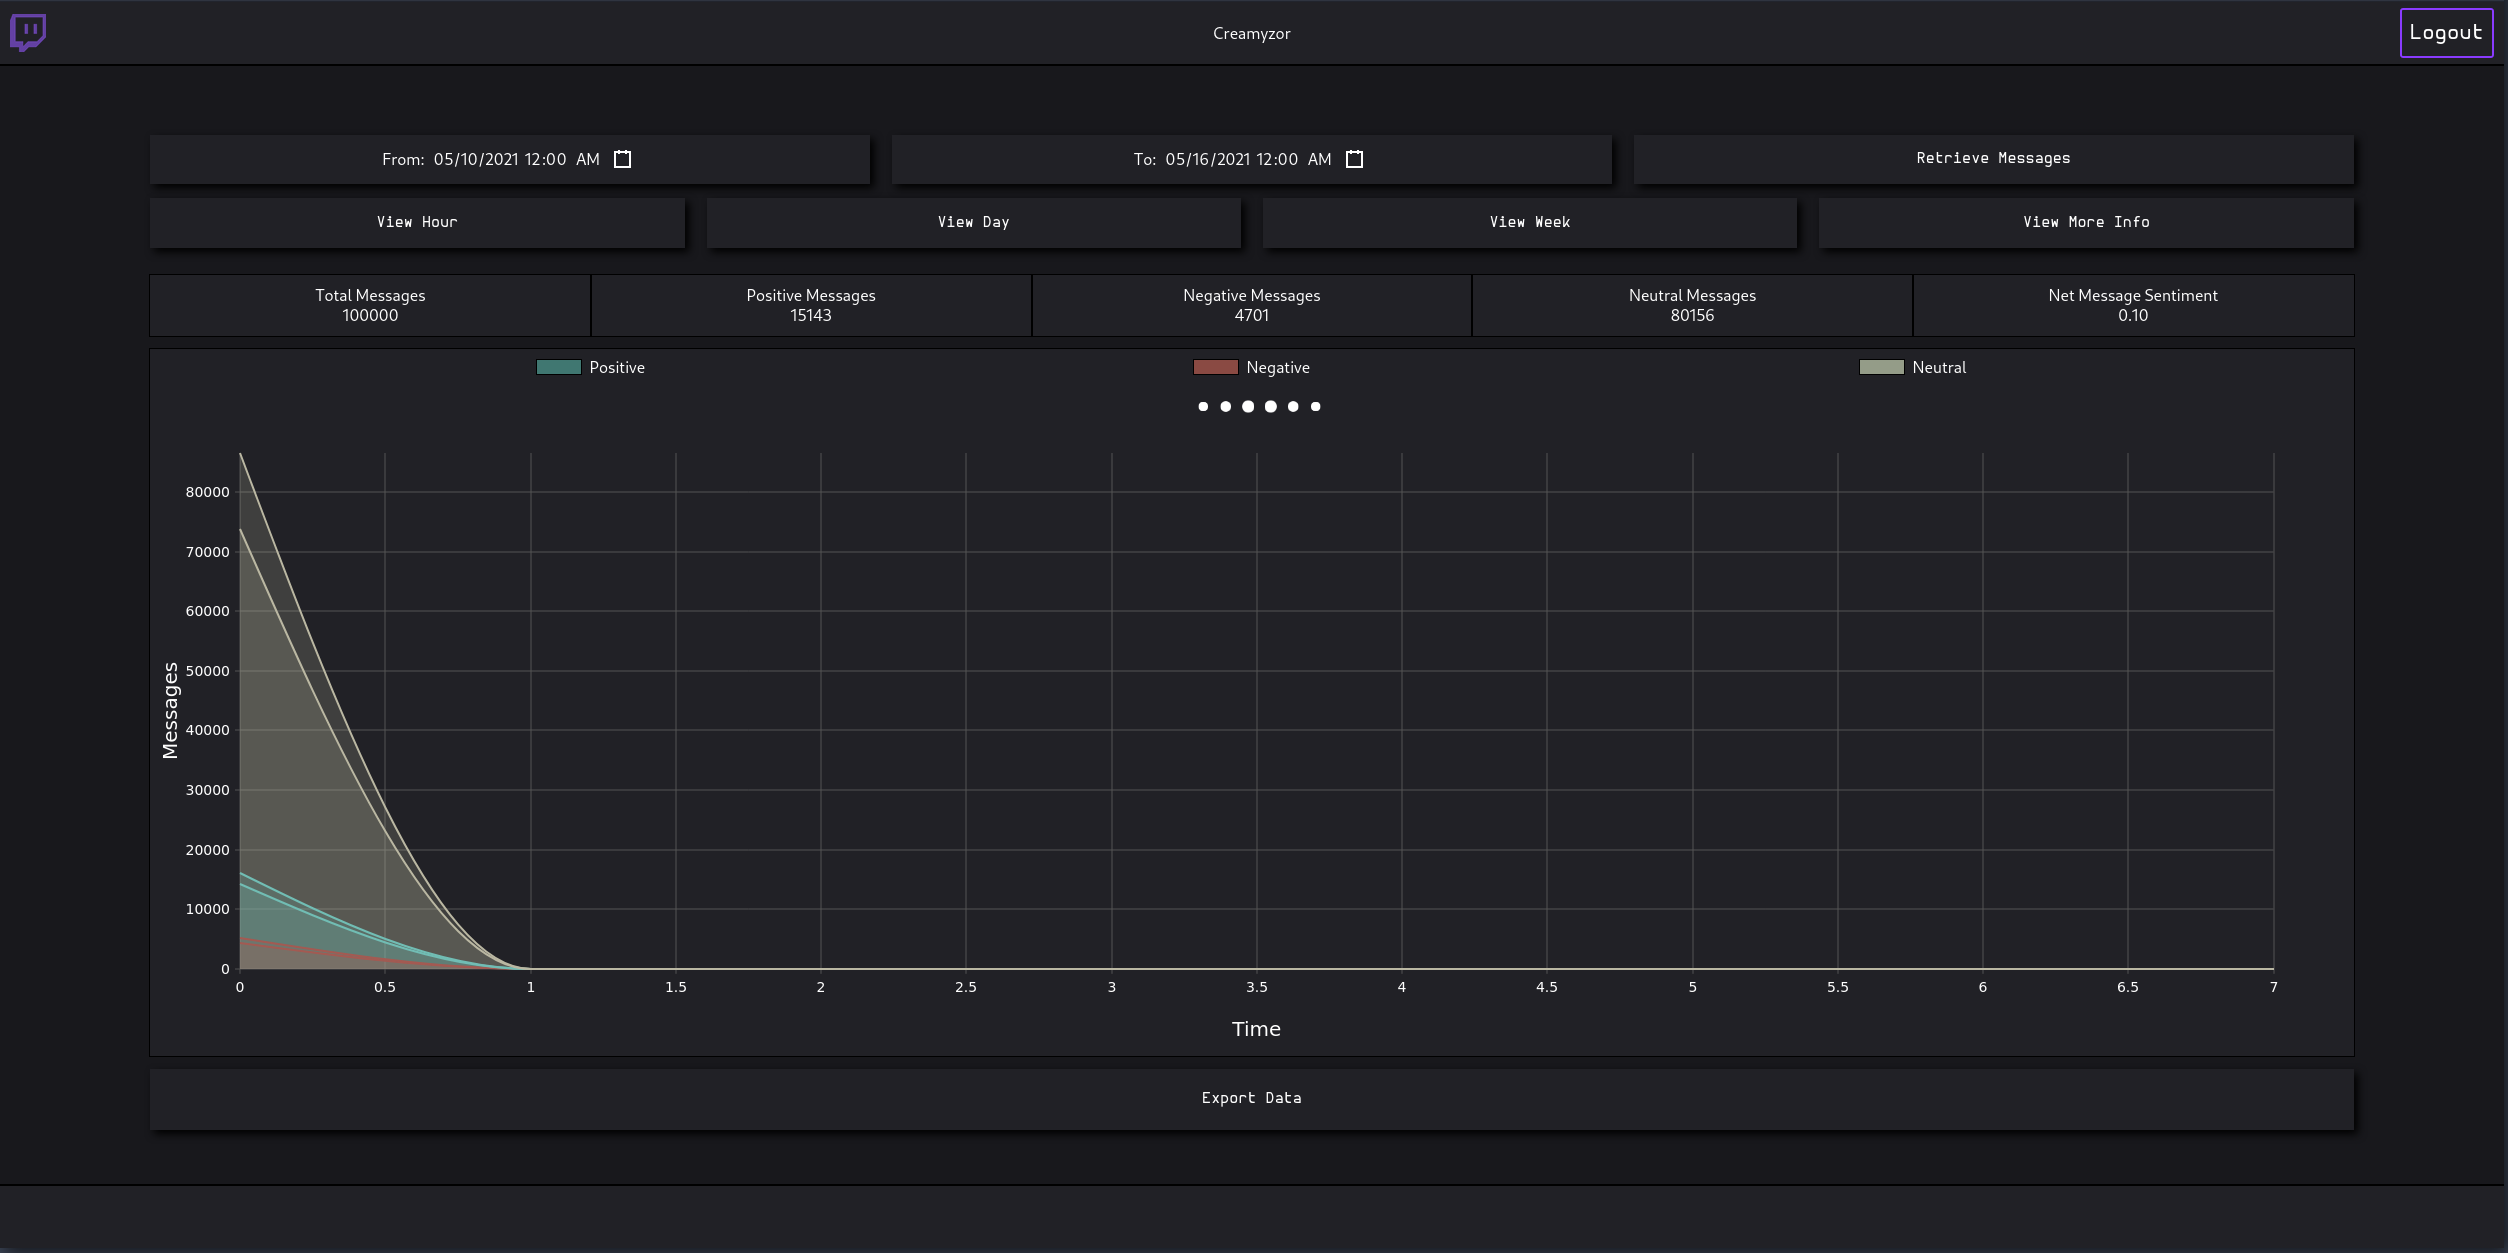 Creamyzor
Logout
From: 05/10/2021 12:00 AM
To: 05/16/2021 12:00 AM
Retrieve Messages
View Hour
View Day
View Week
View More Info
Total Messages
100000
Positive Messages
15143
Negative Messages
4701
Neutral Messages
80156
Net Message Sentiment
0.10
Positive
Negative
Neutral
Messages
80000
70000
60000
50000
40000
30000
20000
10000
0
0 0.5 1 1.5 2 2.5 3 3.5 4 4.5 5 5.5 6 6.5 7
Time
Export Data